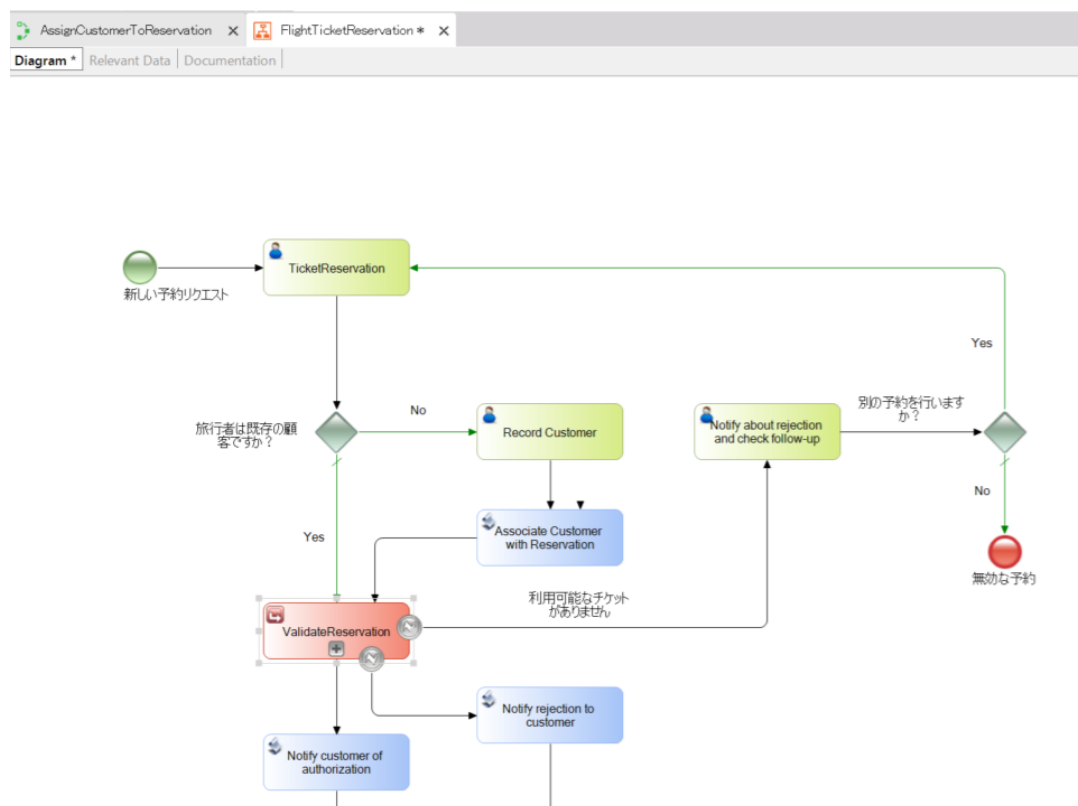 AssignCustomerToReservation
FlightTicketReservation *
Diagram *
Relevant Data
Documentation
TicketReservation
新しい予約リクエスト
Yes
No
旅行者は既存の顧
客ですか?
Record Customer
Notify about rejection
and check follow-up
別の予約を行います
か?
No
Yes
Associate Customer
with Reservation
無効な予約
利用可能なチケット
がありません
ValidateReservation
Notify rejection to
customer
Notify customer of
authorization